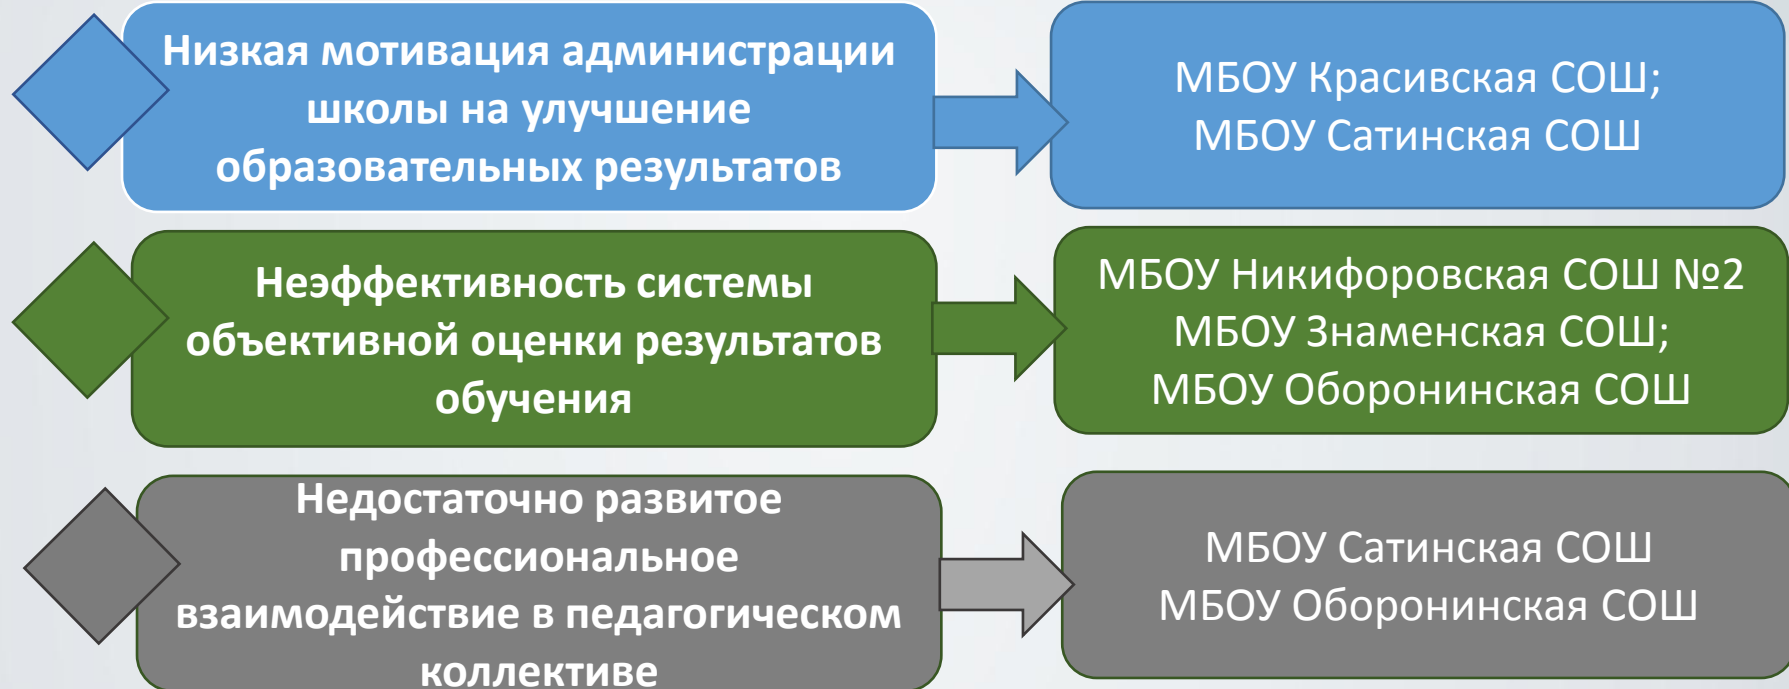 Низкая мотивация администрации
школы на улучшение
образовательных результатов
МБОУ Красивская СОШ;
МБОУ Сатинская СОШ
Неэффективность системы
объективной оценки результатов
обучения
МБОУ Никифоровская СОШ №2
МБОУ Знаменская СОШ;
МБОУ Оборонинская СОШ
Недостаточно развитое
профессиональное
взаимодействие в педагогическом
коллективе
МБОУ Сатинская СОШ
МБОУ Оборонинская СОШ